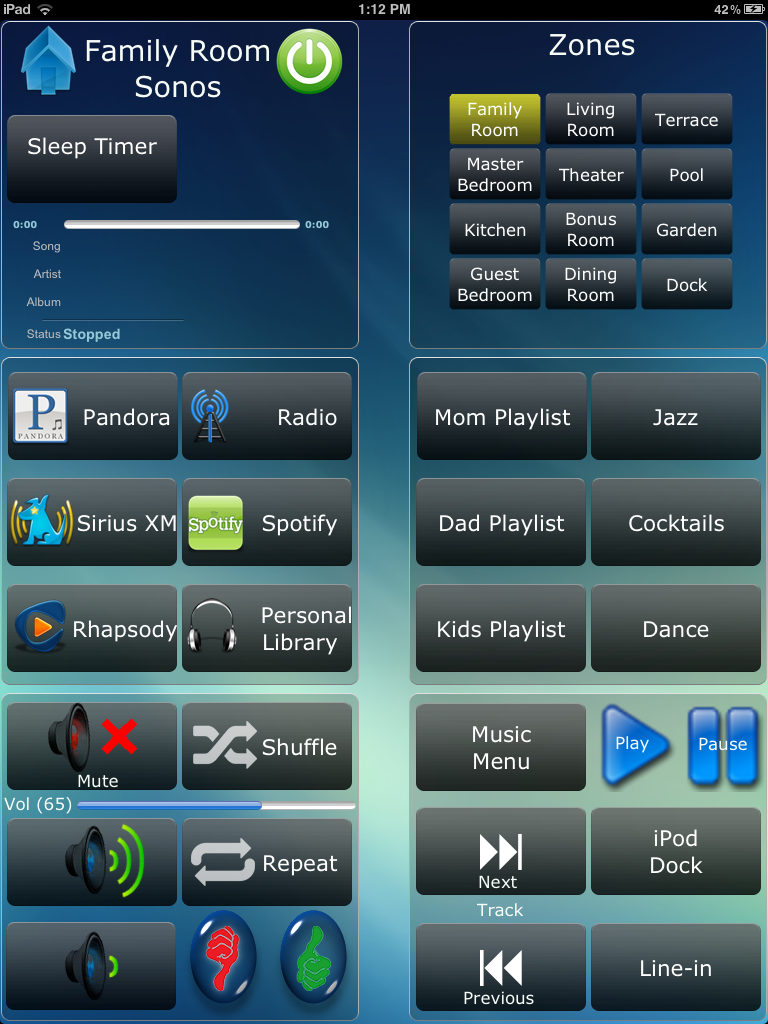 iPad
1:12 PM
42%
Family Room
Sonos
Sleep Timer
0:00
0:00
Song
Artist
Album
Status Stopped
Zones
Family
Room
Living
Room
Terrace
Master
Bedroom
Theater
Pool
Kitchen
Bonus
Room
Garden
Guest
Bedroom
Dining
Room
Dock
P
PANDORA
Pandora
Radio
Sirius XM
Spotify
Spotify
Rhapsody
Personal
Library
Mom Playlist
Jazz
Dad Playlist
Cocktails
Kids Playlist
Dance
Mute
Shuffle
Vol (65)
Repeat
Music
Menu
Play
Pause
Next
Track
iPod
Dock
Previous
Line-in